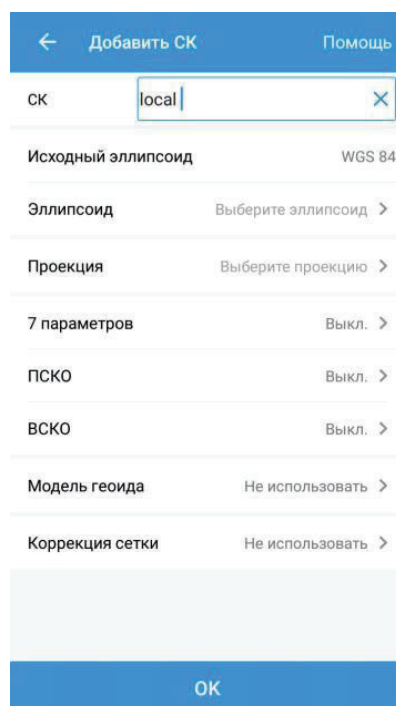 Добавить СК Помощь
СК local
Исходный эллипсоид WGS 84
Эллипсоид Выберите эллипсоид
Проекция Выберите проекцию
7 параметров Выкл.
ПСКО Выкл.
ВСКО Выкл.
Модель геоида Не использовать
Коррекция сетки Не использовать
OK